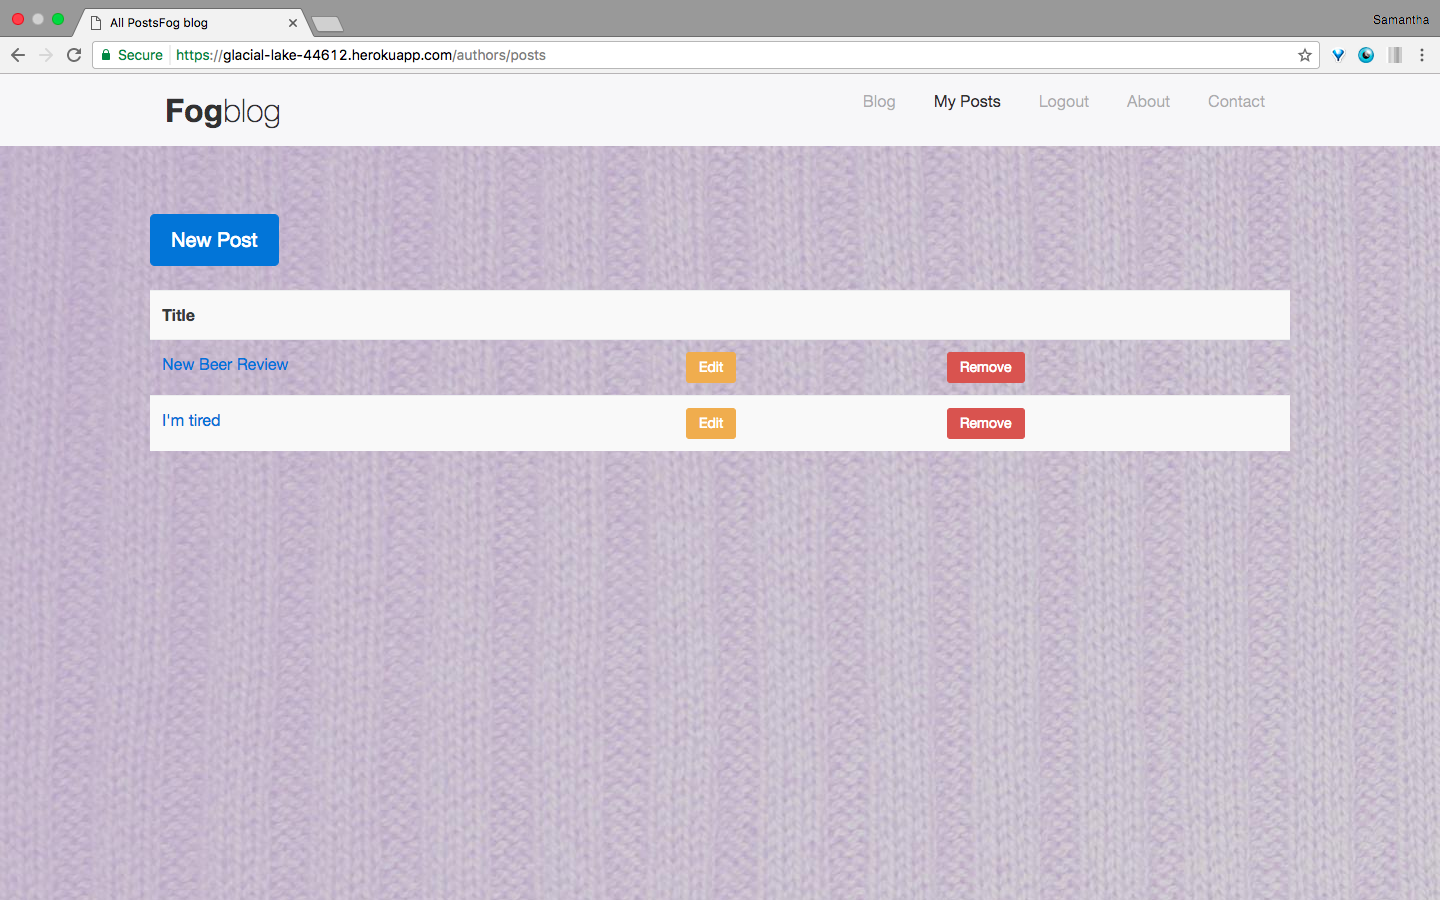 All PostsFog blog
Samantha
Secure https://glacial-lake-44612.herokuapp.com/authors/posts
Fogblog Blog My Posts Logout About Contact
New Post
Title
New Beer Review Edit Remove
I'm tired Edit Remove